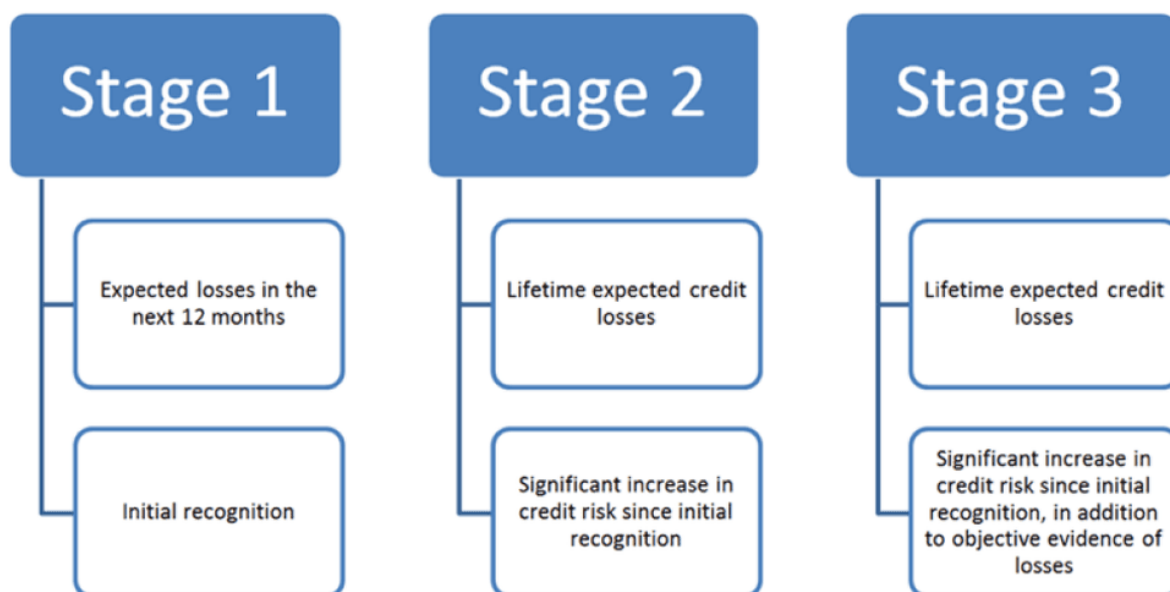 Stage 1
Expected losses in the
next 12 months
Initial recognition
Stage 2
Lifetime expected credit
losses
Significant increase in
credit risk since initial
recognition
Stage 3
Lifetime expected credit
losses
Significant increase in
credit risk since initial
recognition, in addition
to objective evidence of
losses